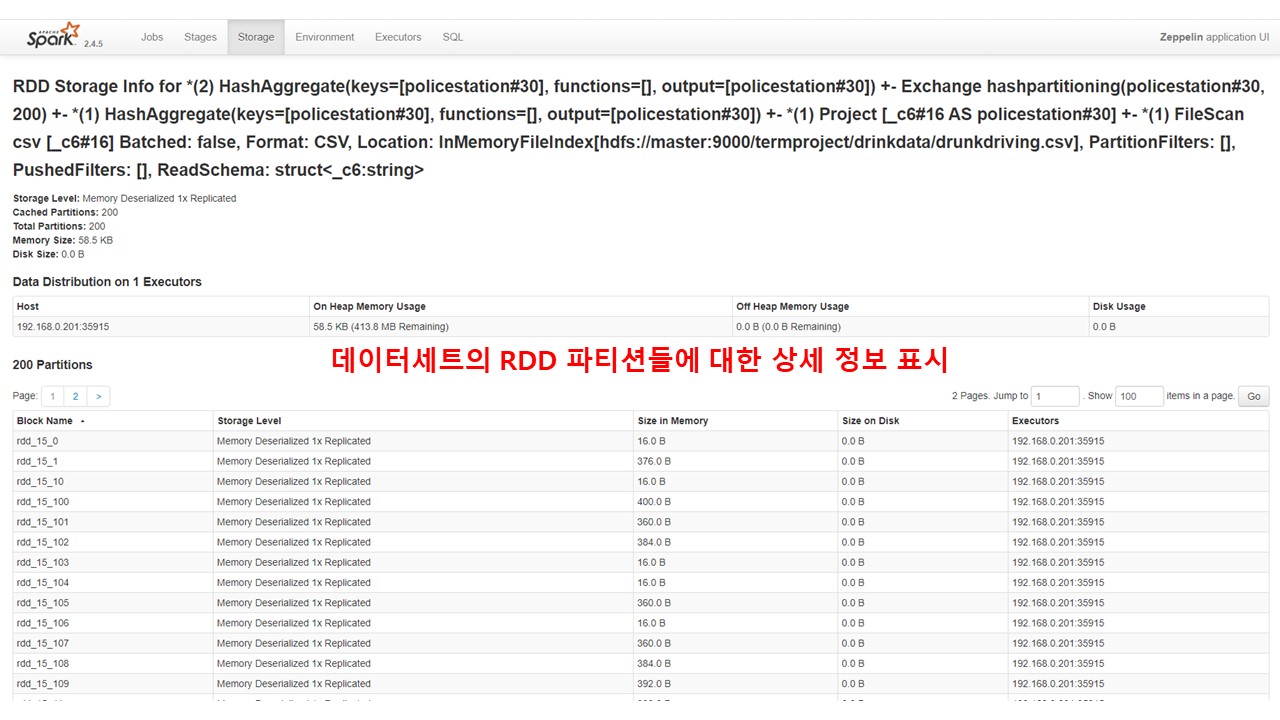 APACHE
Spark 2.4.5 Jobs Stages Storage Environment Executors SQL Zeppelin application UI
RDD Storage Info for *(2) HashAggregate(keys=[policestation#30], functions=[], output=[policestation#30]) +- Exchange hashpartitioning(policestation#30,
200) +- *(1) HashAggregate(keys=[policestation#30], functions=[], output=[policestation#30]) +- *(1) Project [_c6#16 AS policestation#30] +- *(1) FileScan
csv [_c6#16] Batched: false, Format: CSV, Location: InMemoryFileIndex[hdfs://master:9000/termproject/drinkdata/drunkdriving.csv], PartitionFilters: [],
PushedFilters: [], ReadSchema: struct<_c6:string>
Storage Level: Memory Deserialized 1x Replicated
Cached Partitions: 200
Total Partitions: 200
Memory Size: 58.5 KB
Disk Size: 0.0 B
Data Distribution on 1 Executors
Host On Heap Memory Usage Off Heap Memory Usage Disk Usage
192.168.0.201:35915 58.5 KB (413.8 MB Remaining) 0.0 B (0.0 B Remaining) 0.0 B
데이터세트의 RDD 파티션들에 대한 상세 정보 표시
200 Partitions
Page: 1 2 > 2 Pages. Jump to 1 . Show 100 items in a page. Go
Block Name Storage Level Size in Memory Size on Disk Executors
rdd_15_0 Memory Deserialized 1x Replicated 16.0 B 0.0 B 192.168.0.201:35915
rdd_15_1 Memory Deserialized 1x Replicated 376.0 B 0.0 B 192.168.0.201:35915
rdd_15_10 Memory Deserialized 1x Replicated 16.0 B 0.0 B 192.168.0.201:35915
rdd_15_100 Memory Deserialized 1x Replicated 400.0 B 0.0 B 192.168.0.201:35915
rdd_15_101 Memory Deserialized 1x Replicated 360.0 B 0.0 B 192.168.0.201:35915
rdd_15_102 Memory Deserialized 1x Replicated 384.0 B 0.0 B 192.168.0.201:35915
rdd_15_103 Memory Deserialized 1x Replicated 16.0 B 0.0 B 192.168.0.201:35915
rdd_15_104 Memory Deserialized 1x Replicated 16.0 B 0.0 B 192.168.0.201:35915
rdd_15_105 Memory Deserialized 1x Replicated 360.0 B 0.0 B 192.168.0.201:35915
rdd_15_106 Memory Deserialized 1x Replicated 16.0 B 0.0 B 192.168.0.201:35915
rdd_15_107 Memory Deserialized 1x Replicated 360.0 B 0.0 B 192.168.0.201:35915
rdd_15_108 Memory Deserialized 1x Replicated 384.0 B 0.0 B 192.168.0.201:35915
rdd_15_109 Memory Deserialized 1x Replicated 392.0 B 0.0 B 192.168.0.201:35915